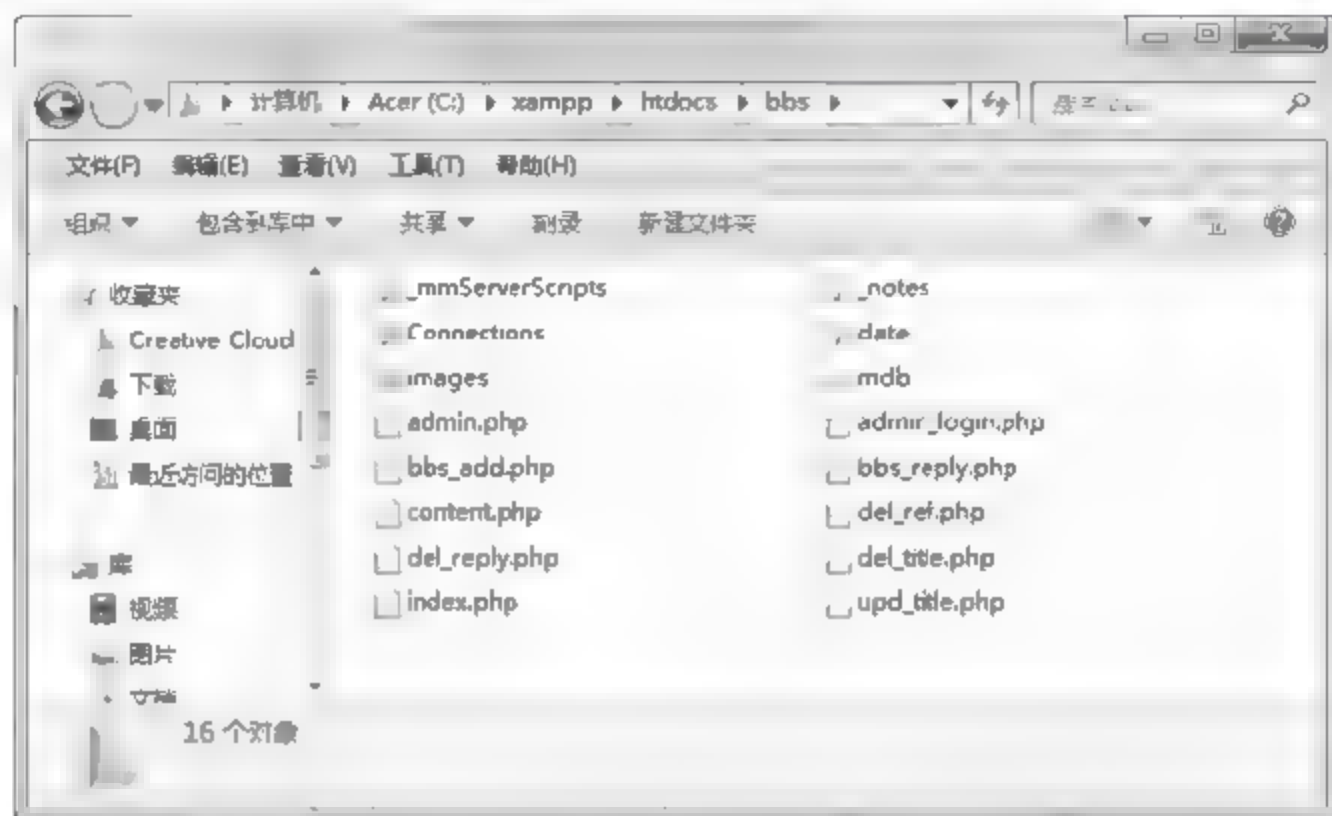 计算机 Acer (C:) xampp htdocs bbs
文件(F) 编辑(E) 查看(V) 工具(T) 帮助(H)
组织 包含到库中 共享 刻录 新建文件夹
收藏夹
Creative Cloud
下载
桌面
最近访问的位置
库
视频
图片
文档
_mmServerScripts _notes
Connections date
images mdb
admin.php admin_login.php
bbs_add.php bbs_reply.php
content.php del_ref.php
del_reply.php del_title.php
index.php upd_title.php
16 个对象